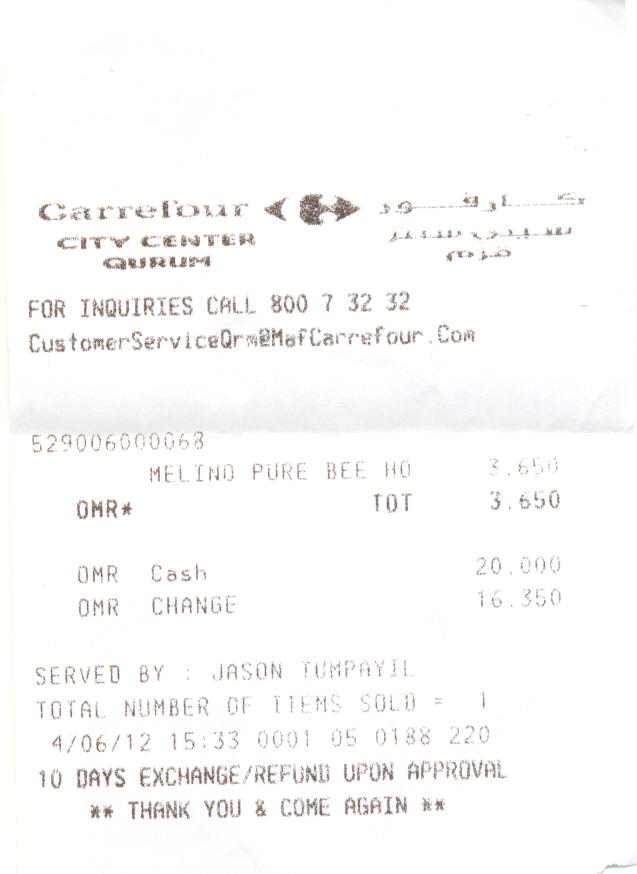 Carrefour كارفور
CITY CENTER سيتي سنتر
QURUM قرم
FOR INQUIRIES CALL 800 7 32 32
CustomerServiceQrm@MafCarrefour.Com
529006000068
MELINO PURE BEE HO 3.650
OMR* TOT 3.650
OMR Cash 20.000
OMR CHANGE 16.350
SERVED BY : JASON TUMPAYIL
TOTAL NUMBER OF ITEMS SOLD = 1
4/06/12 15:33 0001 05 0188 220
10 DAYS EXCHANGE/REFUND UPON APPROVAL
** THANK YOU & COME AGAIN **